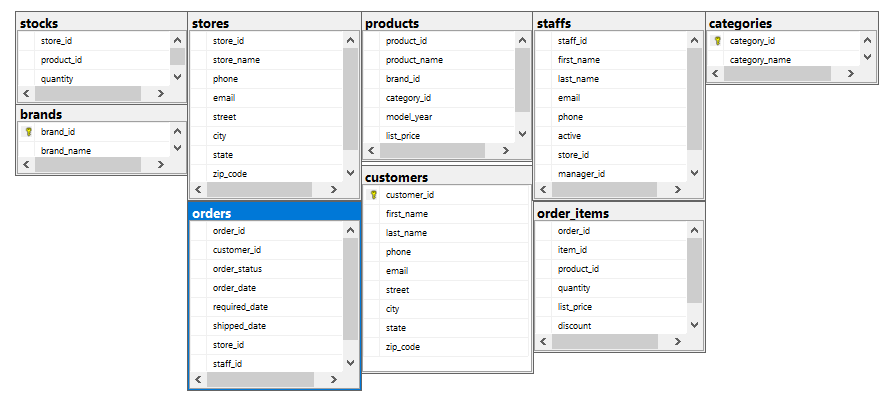 stocks
store_id
product_id
quantity
brands
brand_id
brand_name
stores
store_id
store_name
phone
email
street
city
state
zip_code
orders
order_id
customer_id
order_status
order_date
required_date
shipped_date
store_id
staff_id
products
product_id
product_name
brand_id
category_id
model_year
list_price
customers
customer_id
first_name
last_name
phone
email
street
city
state
zip_code
staffs
staff_id
first_name
last_name
email
phone
active
store_id
manager_id
order_items
order_id
item_id
product_id
quantity
list_price
discount
categories
category_id
category_name